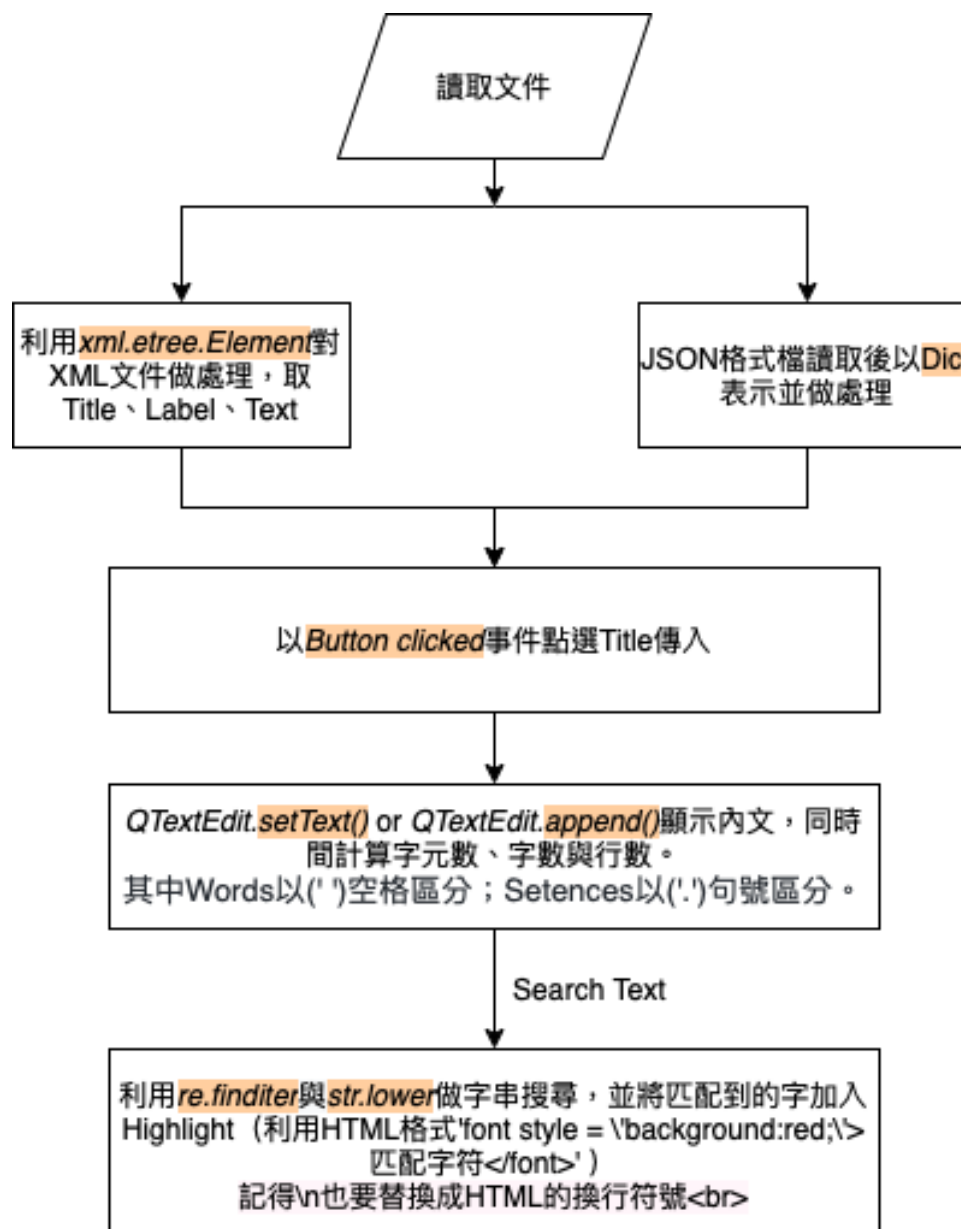 讀取文件
利用xml.etree.Element對
XML文件做處理，取
Title、Label、Text
JSON格式檔讀取後以Dic
表示並做處理
以Button clicked事件點選Title傳入
QTextEdit.setText() or QTextEdit.append()顯示內文，同時
間計算字元數、字數與行數。
其中Words以(' ')空格區分；Setences以('.')句號區分。
Search Text
利用re.finditer與str.lower做字串搜尋，並將匹配到的字加入
Highlight（利用HTML格式'font style = \'background:red;\'>
匹配字符</font>' ）
記得\n也要替換成HTML的換行符號<br>